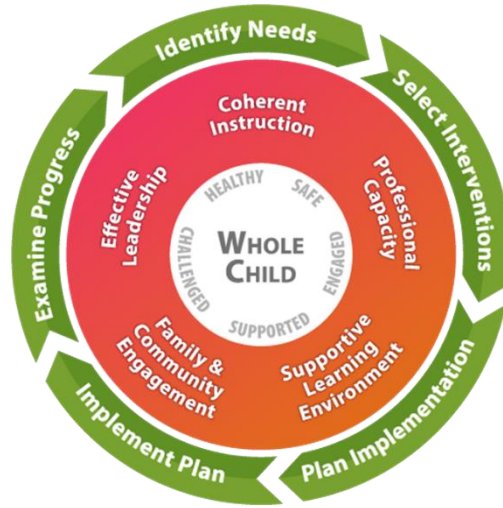 Identify Needs
Select Interventions
Plan Implementation
Implement Plan
Examine Progress
Coherent
Instruction
Professional
Capacity
Supportive
Learning
Environment
Family &
Community
Engagement
Effective
Leadership
HEALTHY
SAFE
ENGAGED
SUPPORTED
CHALLENGED
WHOLE
CHILD